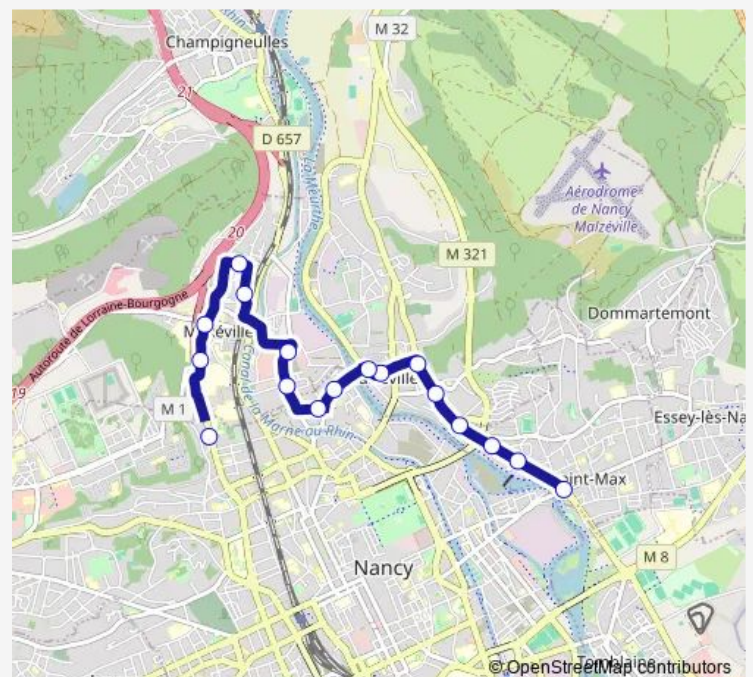 Champigneulles
M 32
21
D 657
La Meurthe
Aérodrome
de Nancy
Malzéville
20
M 321
Autoroute de Lorraine-Bourgogne
Dommartemont
19
M 1
Canal de la Marne au Rhin
Essey-lès-Na
aint-Max
Nancy
M 8
© OpenStreetMap contributors